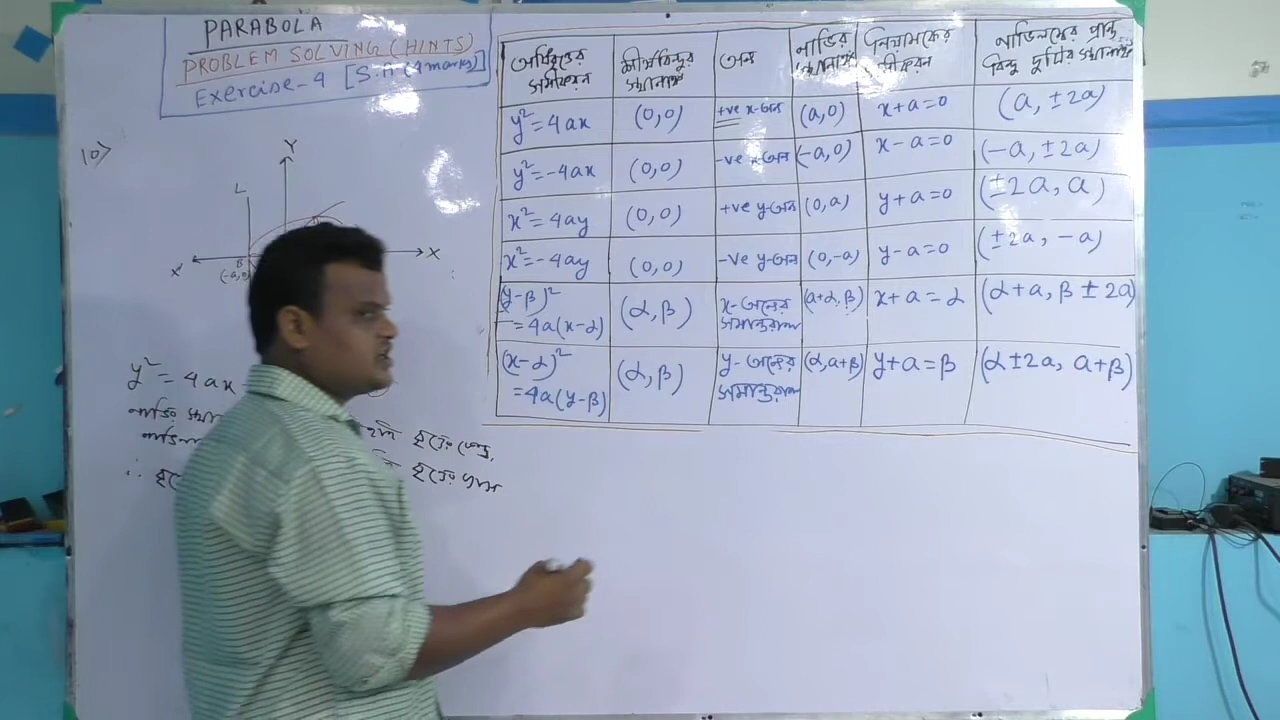 PARABOLA
PROBLEM SOLVING (HINTS)
Exercise-4 [S.A (4 marks)]
10>
Y
L
X'
X
B
(-a,0)
y² = 4ax
নাভির
বৃত্তের কেন্দ্র,
∴
বৃত্তের ব্যাস
অধিবৃত্তের সমীকরণ
শীর্ষবিন্দুর স্থানাঙ্ক
অক্ষ
নাভির স্থানাঙ্ক
নিয়ামকের সমীকরণ
নাভিলম্বের প্রান্ত বিন্দু দুটির স্থানাঙ্ক
y² = 4ax (0,0) +ve x-অক্ষ (a,0) x+a=0 (a, ±2a)
y² = -4ax (0,0) -ve x-অক্ষ (-a,0) x-a=0 (-a, ±2a)
x² = 4ay (0,0) +ve y-অক্ষ (0,a) y+a=0 (±2a, a)
x² = -4ay (0,0) -ve y-অক্ষ (0,-a) y-a=0 (±2a, -a)
(y-β)² = 4a(x-α) (α,β) x-অক্ষের সমান্তরাল (a+α, β) x+a = α (α+a, β±2a)
(x-α)² = 4a(y-β) (α,β) y-অক্ষের সমান্তরাল (α, a+β) y+a = β (α±2a, a+β)